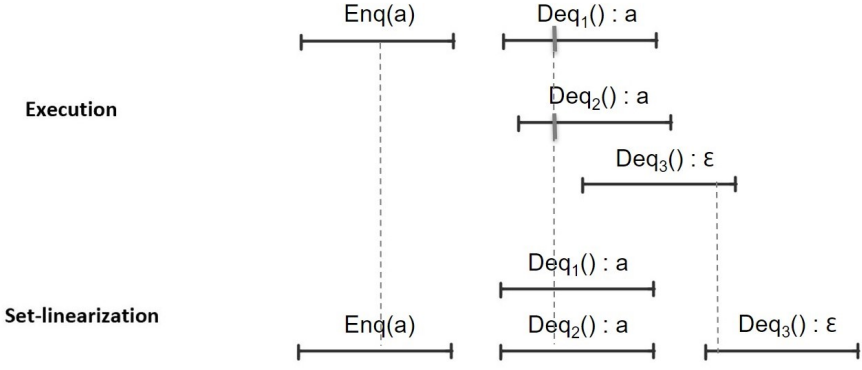 Enq(a) Deq₁() : a
Execution
Deq₂() : a
Deq₃() : ε
Deq₁() : a
Set-linearization
Enq(a) Deq₂() : a Deq₃() : ε